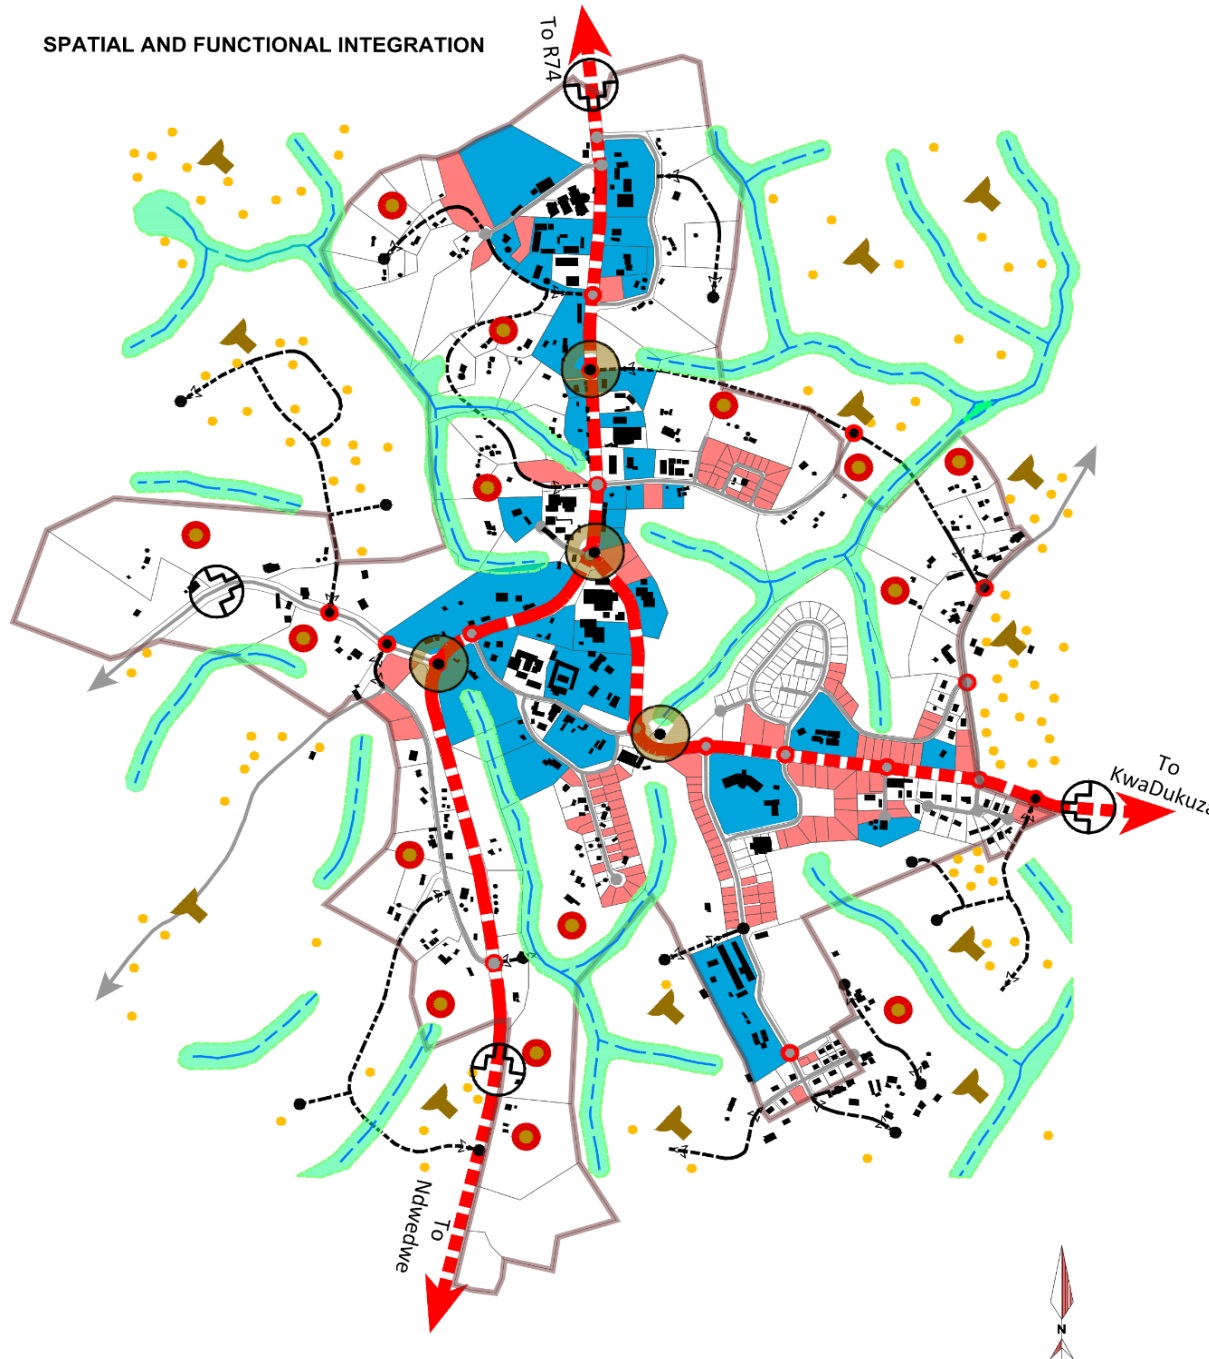 SPATIAL AND FUNCTIONAL INTEGRATION
To R74
To
KwaDukuza
To
Ndwedwe
N